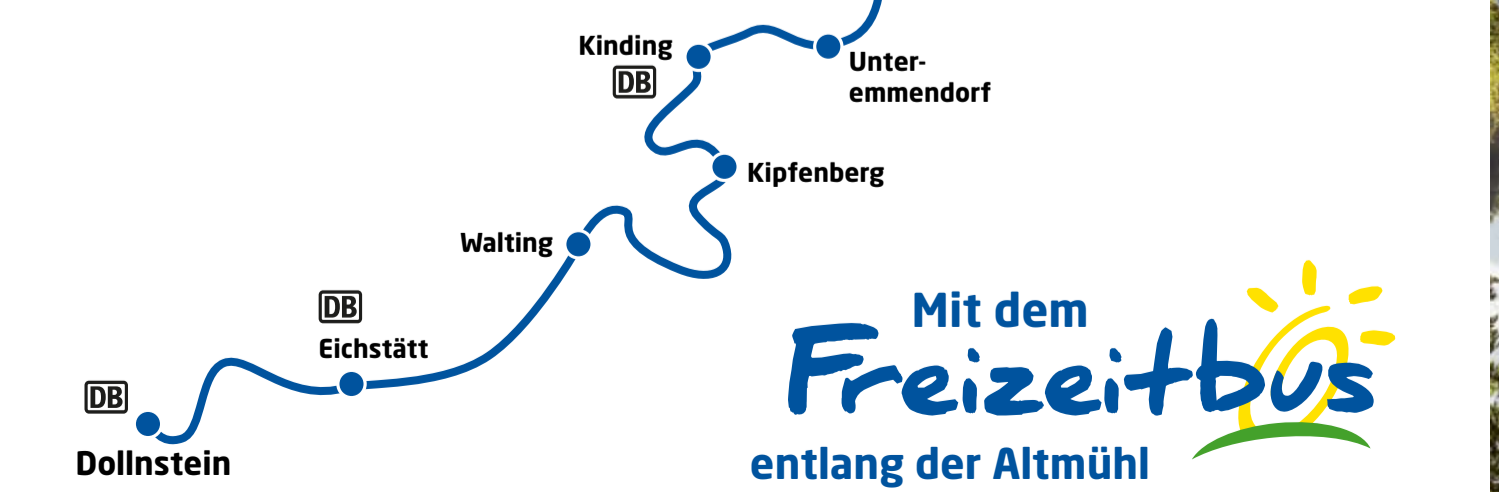 Kinding
DB
Unter-
emmendorf
Kipfenberg
Walting
DB
Eichstätt
DB
Dollnstein
Mit dem
Freizeitbus
entlang der Altmühl